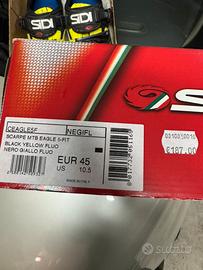 SIDI
SIDI
S
CEAGLE5F
NEGIFL
SCARPE MTB EAGLE 5-FIT
BLACK YELLOW FLUO
NERO GIALLO FLUO
EUR 45
US 10.5
€187.00
subito